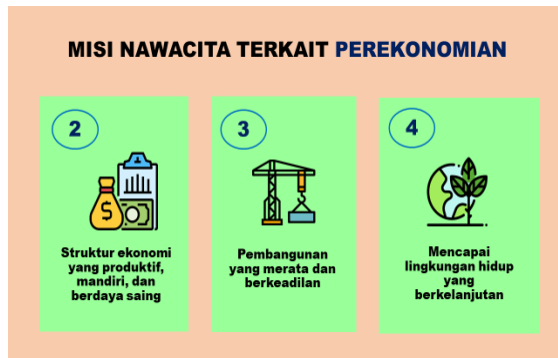 MISI NAWACITA TERKAIT PEREKONOMIAN
2
Struktur ekonomi
yang produktif,
mandiri, dan
berdaya saing
3
Pembangunan
yang merata dan
berkeadilan
4
Mencapai
lingkungan hidup
yang
berkelanjutan